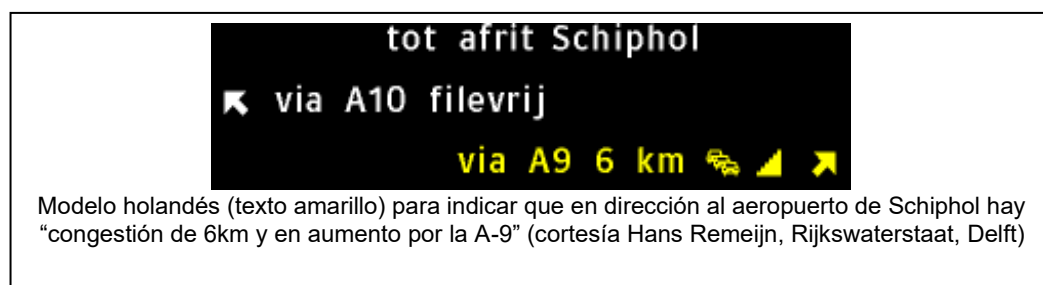 tot afrit Schiphol
via A10 filevrij
via A9 6 km
Modelo holandés (texto amarillo) para indicar que en dirección al aeropuerto de Schiphol hay
“congestión de 6km y en aumento por la A-9” (cortesía Hans Remeijn, Rijkswaterstaat, Delft)